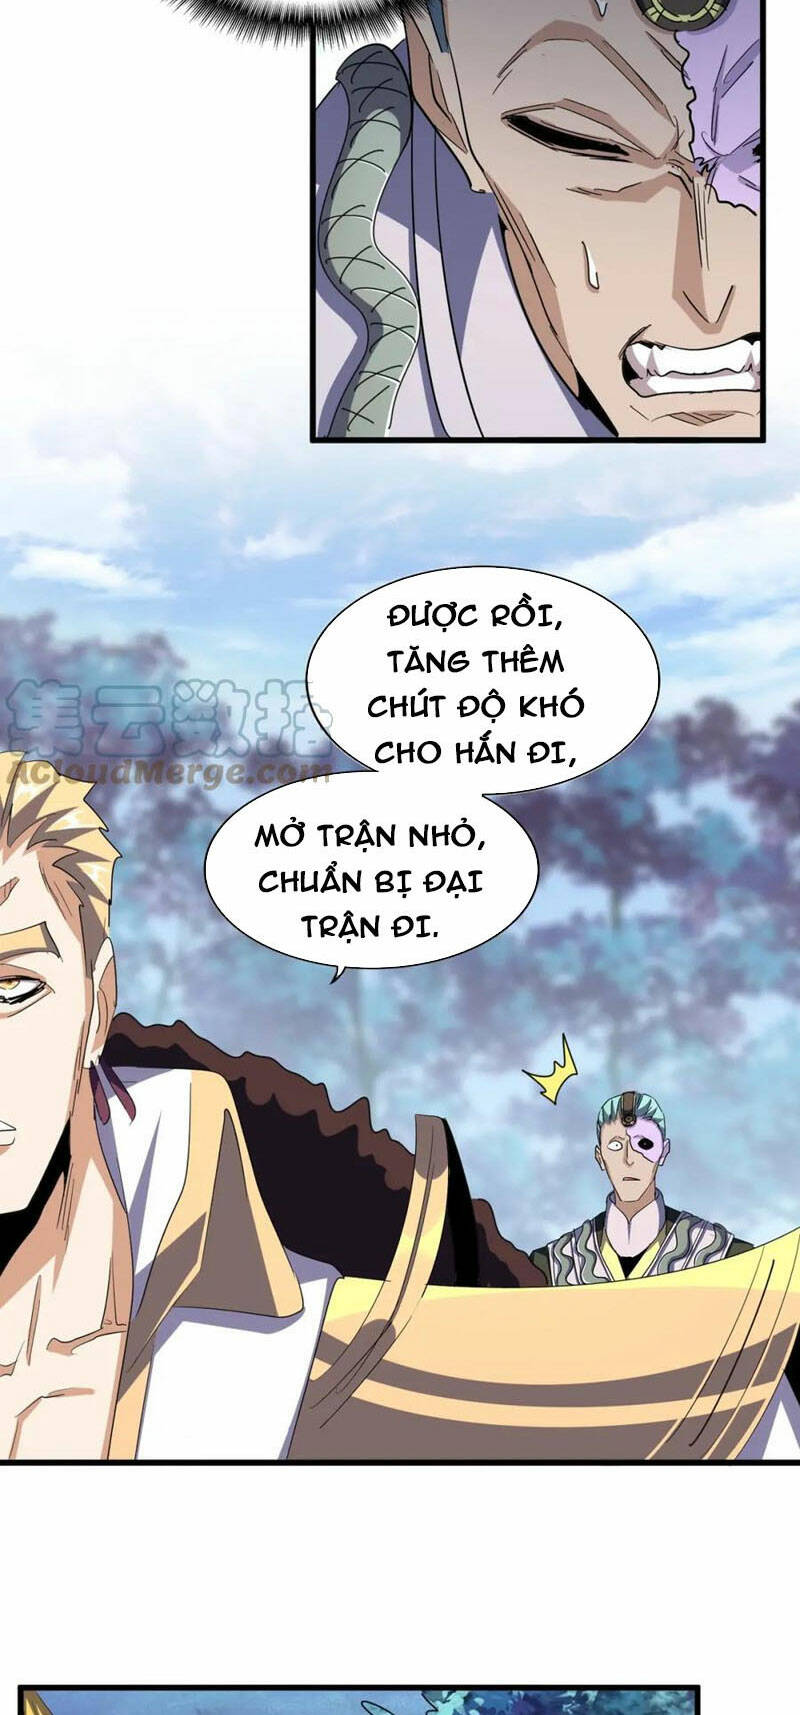 ĐƯỢC RỒI,
TĂNG THÊM
CHÚT ĐỘ KHÓ
CHO HẮN ĐI,
集云数据
AcloudMerge.com
MỞ TRẬN NHỎ,
CHUẨN BỊ ĐẠI
TRẬN ĐI.